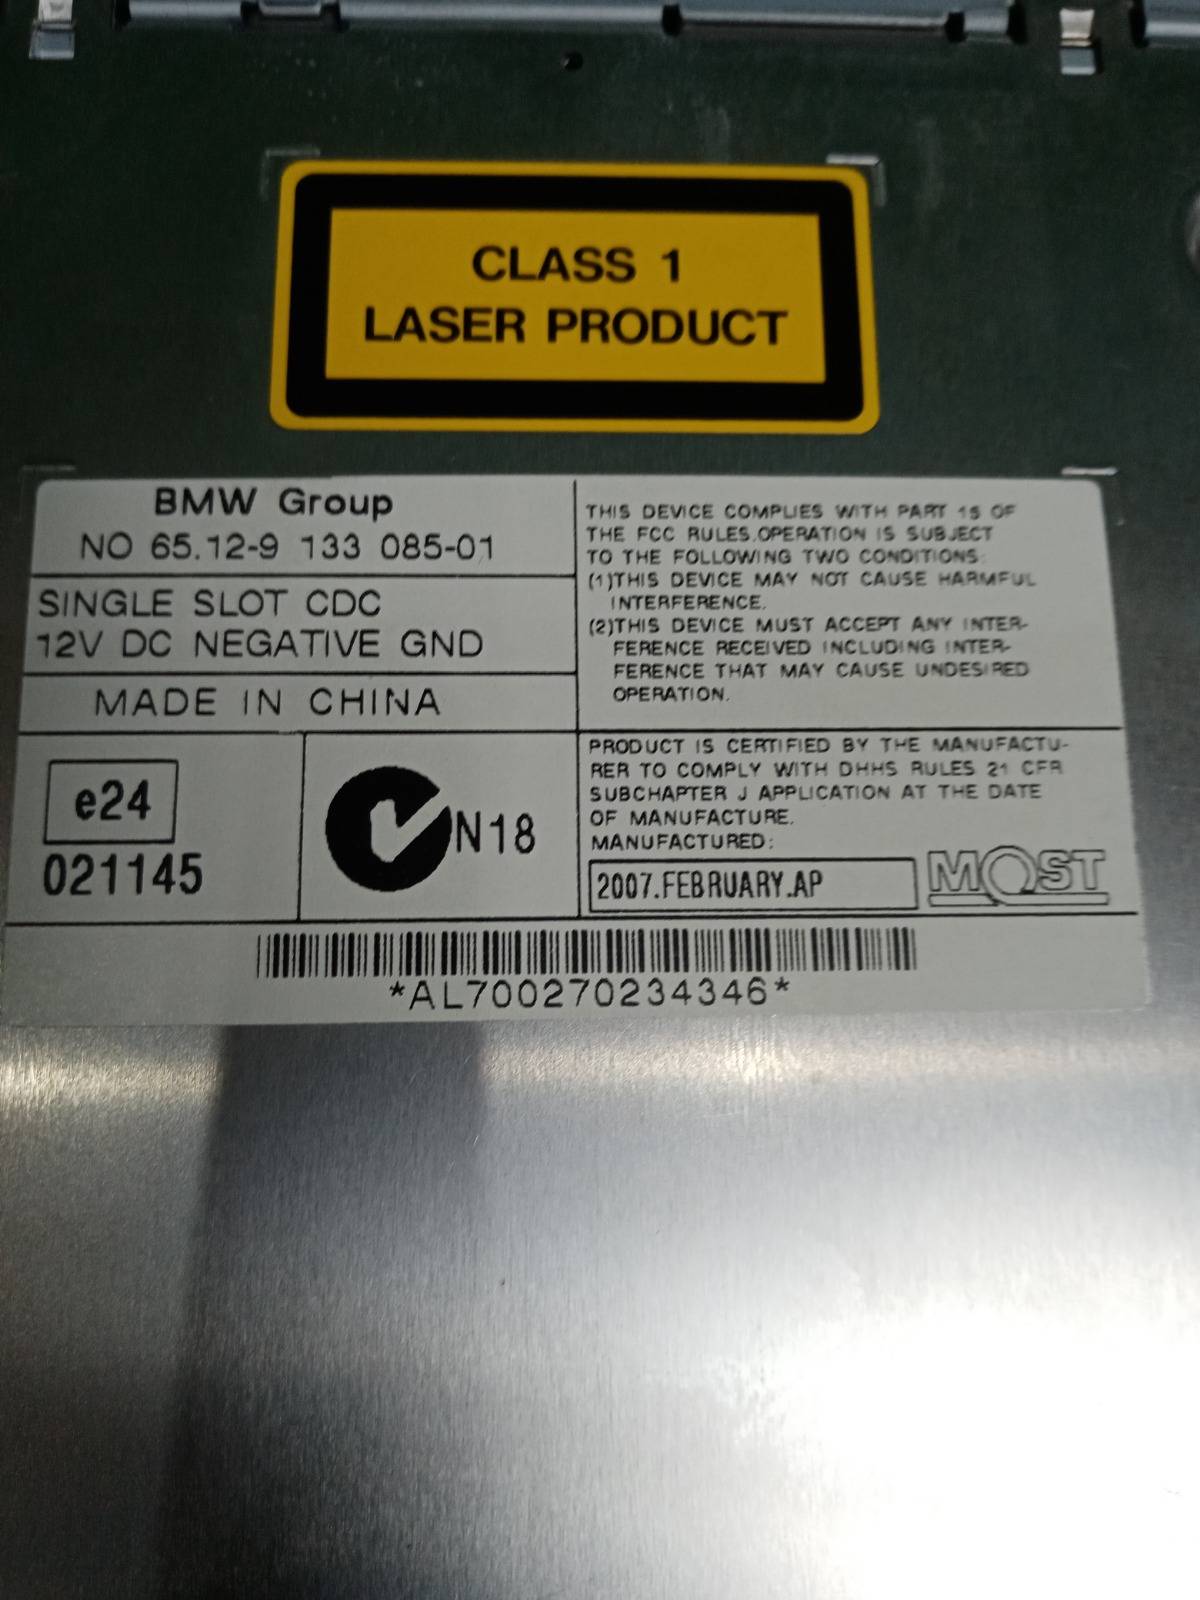 CLASS 1
LASER PRODUCT
BMW Group
NO 65.12-9 133 085-01
SINGLE SLOT CDC
12V DC NEGATIVE GND
MADE IN CHINA
e24
021145
N18
THIS DEVICE COMPLIES WITH PART 15 OF
THE FCC RULES.OPERATION IS SUBJECT
TO THE FOLLOWING TWO CONDITIONS:
(1)THIS DEVICE MAY NOT CAUSE HARMFUL
INTERFERENCE.
(2)THIS DEVICE MUST ACCEPT ANY INTER-
FERENCE RECEIVED INCLUDING INTER-
FERENCE THAT MAY CAUSE UNDESIRED
OPERATION.
PRODUCT IS CERTIFIED BY THE MANUFACTU-
RER TO COMPLY WITH DHHS RULES 21 CFR
SUBCHAPTER J APPLICATION AT THE DATE
OF MANUFACTURE.
MANUFACTURED:
2007.FEBRUARY.AP
MOST
*AL700270234346*